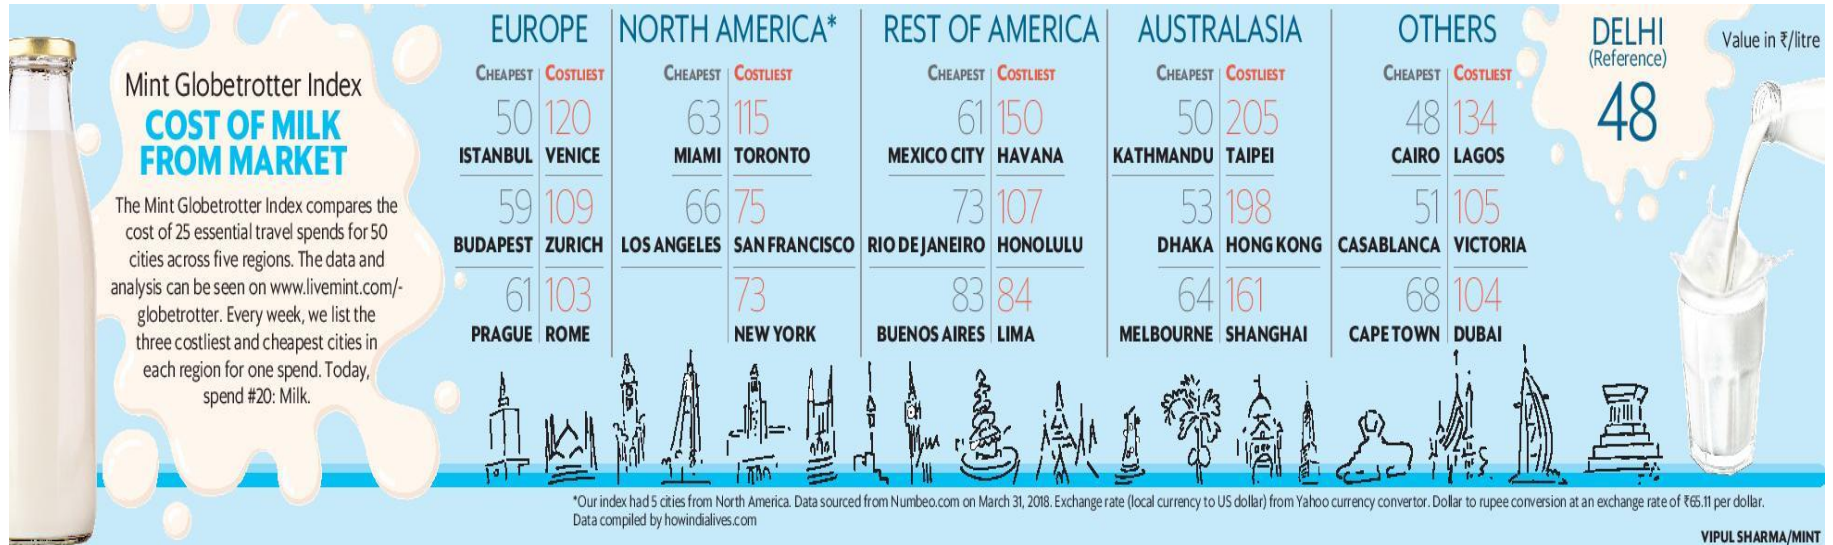 Mint Globetrotter Index
COST OF MILK
FROM MARKET
The Mint Globetrotter Index compares the
cost of 25 essential travel spends for 50
cities across five regions. The data and
analysis can be seen on www.livemint.com/-
globetrotter. Every week, we list the
three costliest and cheapest cities in
each region for one spend. Today,
spend #20: Milk.
EUROPE
CHEAPEST COSTLIEST
50 120
ISTANBUL VENICE
59 109
BUDAPEST ZURICH
61 103
PRAGUE ROME
NORTH AMERICA*
CHEAPEST COSTLIEST
63 115
MIAMI TORONTO
66 75
LOS ANGELES SAN FRANCISCO
73
NEW YORK
REST OF AMERICA
CHEAPEST COSTLIEST
61 150
MEXICO CITY HAVANA
73 107
RIO DE JANEIRO HONOLULU
83 84
BUENOS AIRES LIMA
AUSTRALASIA
CHEAPEST COSTLIEST
50 205
KATHMANDU TAIPEI
53 198
DHAKA HONG KONG
64 161
MELBOURNE SHANGHAI
OTHERS
CHEAPEST COSTLIEST
48 134
CAIRO LAGOS
51 105
CASABLANCA VICTORIA
68 104
CAPE TOWN DUBAI
DELHI
(Reference)
48
Value in ₹/litre
*Our index had 5 cities from North America. Data sourced from Numbeo.com on March 31, 2018. Exchange rate (local currency to US dollar) from Yahoo currency convertor. Dollar to rupee conversion at an exchange rate of ₹65.11 per dollar.
Data compiled by howindialives.com
VIPUL SHARMA/MINT